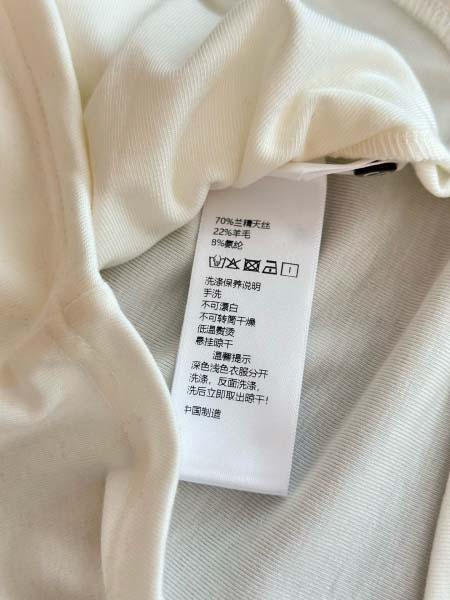 70%兰精天丝
22%羊毛
8%氨纶
洗涤保养说明
手洗
不可漂白
不可转筒干燥
低温熨烫
悬挂晾干
温馨提示
深色浅色衣服分开
洗涤，反面洗涤，
洗后立即取出晾干！
中国制造